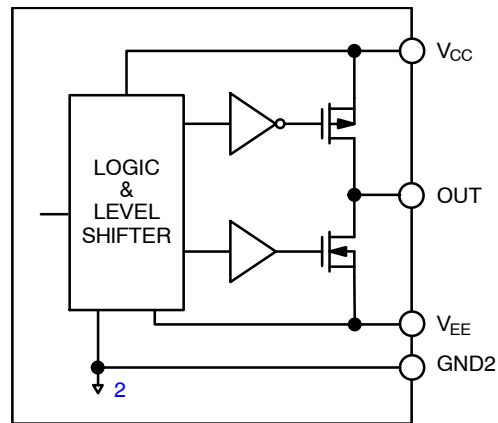 V_CC
LOGIC
&
LEVEL
SHIFTER
OUT
V_EE
GND2
2